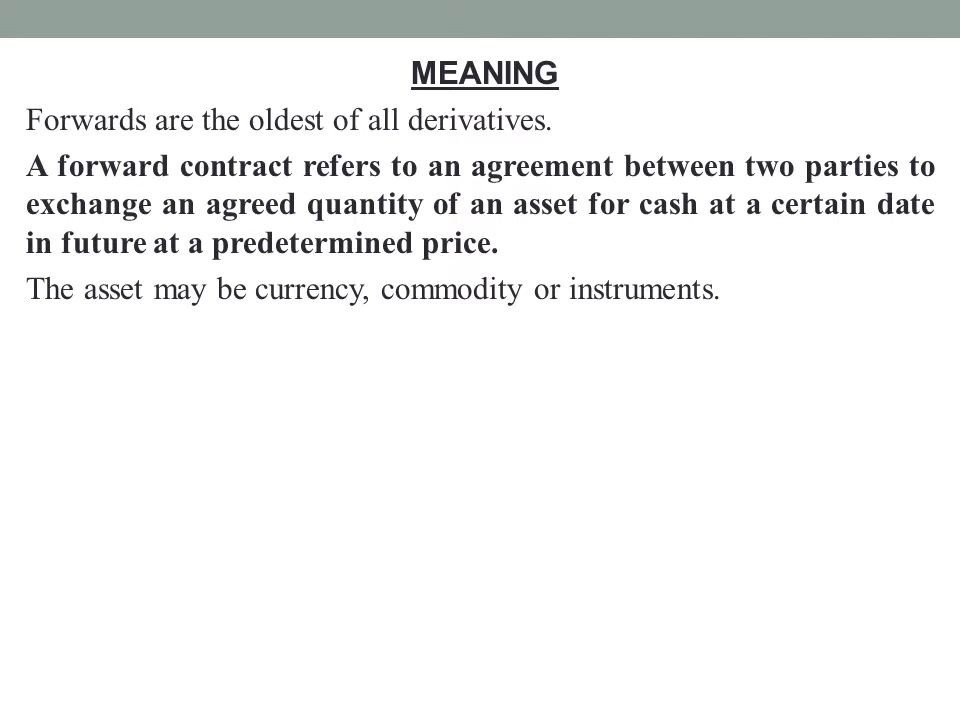 MEANING
Forwards are the oldest of all derivatives.
A forward contract refers to an agreement between two parties to
exchange an agreed quantity of an asset for cash at a certain date
in future at a predetermined price.
The asset may be currency, commodity or instruments.